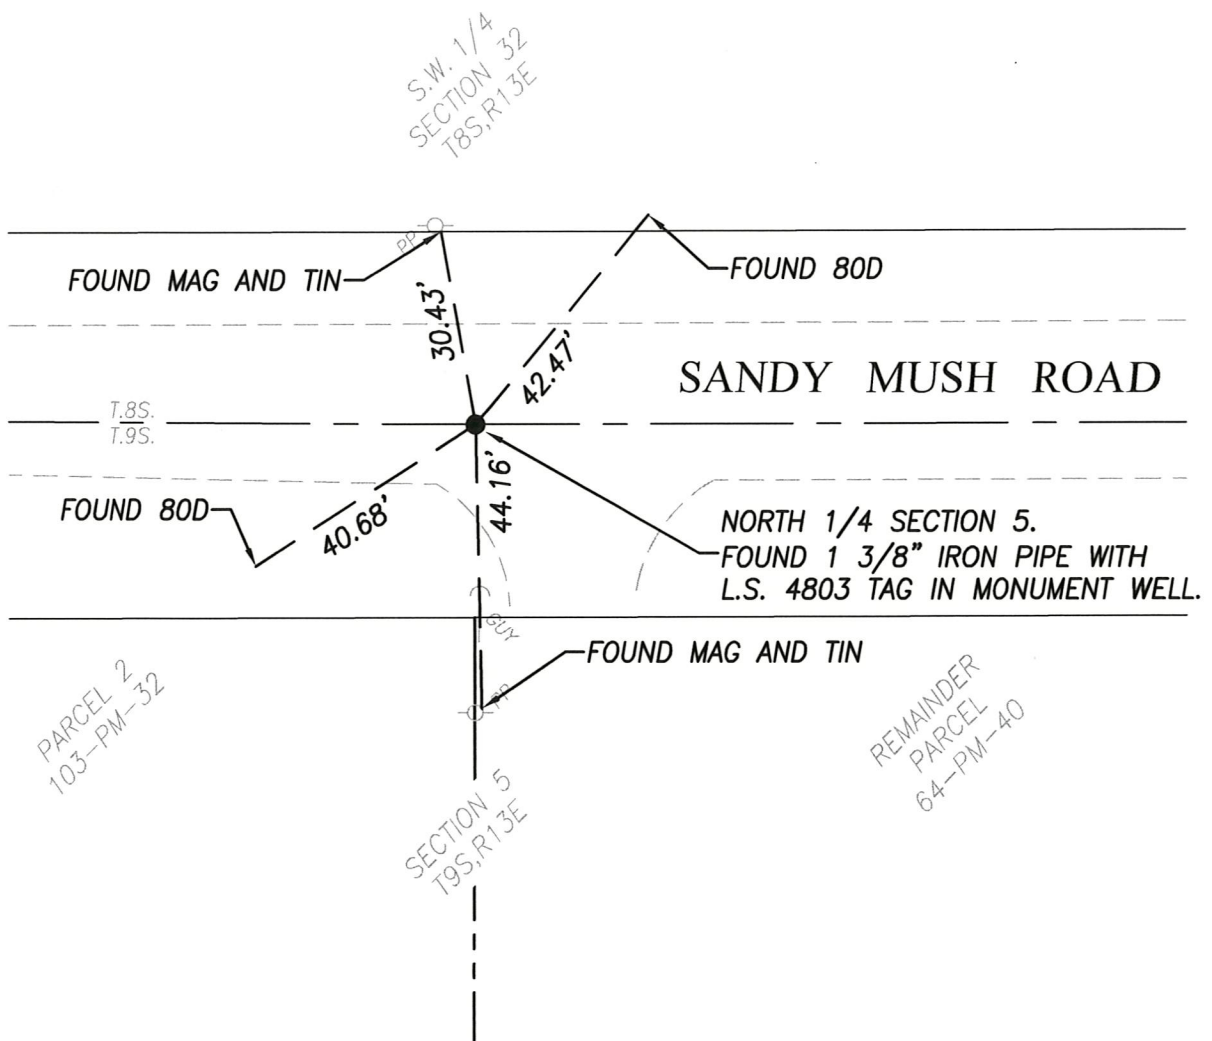 S.W. 1/4
SECTION 32
T8S,R13E
PP
FOUND MAG AND TIN
FOUND 80D
30.43'
42.47'
SANDY MUSH ROAD
T.8S.
T.9S.
FOUND 80D
40.68'
44.16'
NORTH 1/4 SECTION 5.
FOUND 1 3/8" IRON PIPE WITH
L.S. 4803 TAG IN MONUMENT WELL.
GUY
FOUND MAG AND TIN
PP
PARCEL 2
103-PM-32
REMAINDER
PARCEL
64-PM-40
SECTION 5
T9S,R13E